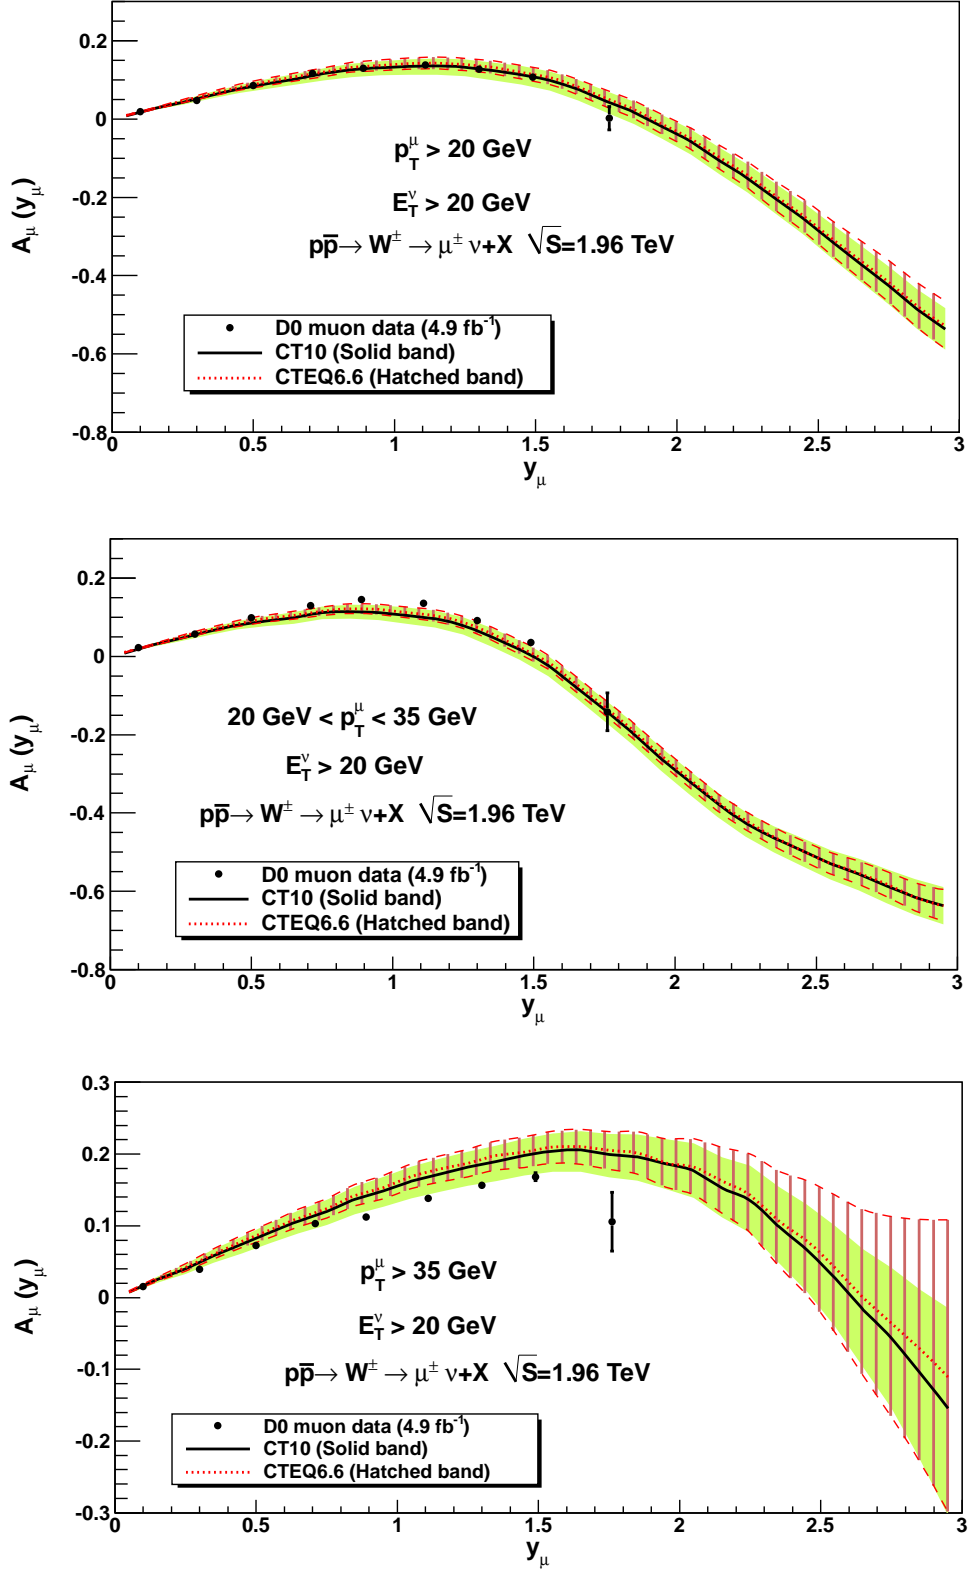 0.2
0
-0.2
-0.4
-0.6
-0.8
A_μ (y_μ)
p_T^μ > 20 GeV
E_T^ν > 20 GeV
pp̅→ W^± → μ^± ν+X √S=1.96 TeV
D0 muon data (4.9 fb^-1)
CT10 (Solid band)
CTEQ6.6 (Hatched band)
0 0.5 1 1.5 2 2.5 3
y_μ
0.2
0
-0.2
-0.4
-0.6
-0.8
A_μ (y_μ)
20 GeV < p_T^μ < 35 GeV
E_T^ν > 20 GeV
pp̅→ W^± → μ^± ν+X √S=1.96 TeV
D0 muon data (4.9 fb^-1)
CT10 (Solid band)
CTEQ6.6 (Hatched band)
0 0.5 1 1.5 2 2.5 3
y_μ
0.3
0.2
0.1
0
-0.1
-0.2
-0.3
A_μ (y_μ)
p_T^μ > 35 GeV
E_T^ν > 20 GeV
pp̅→ W^± → μ^± ν+X √S=1.96 TeV
D0 muon data (4.9 fb^-1)
CT10 (Solid band)
CTEQ6.6 (Hatched band)
0 0.5 1 1.5 2 2.5 3
y_μ